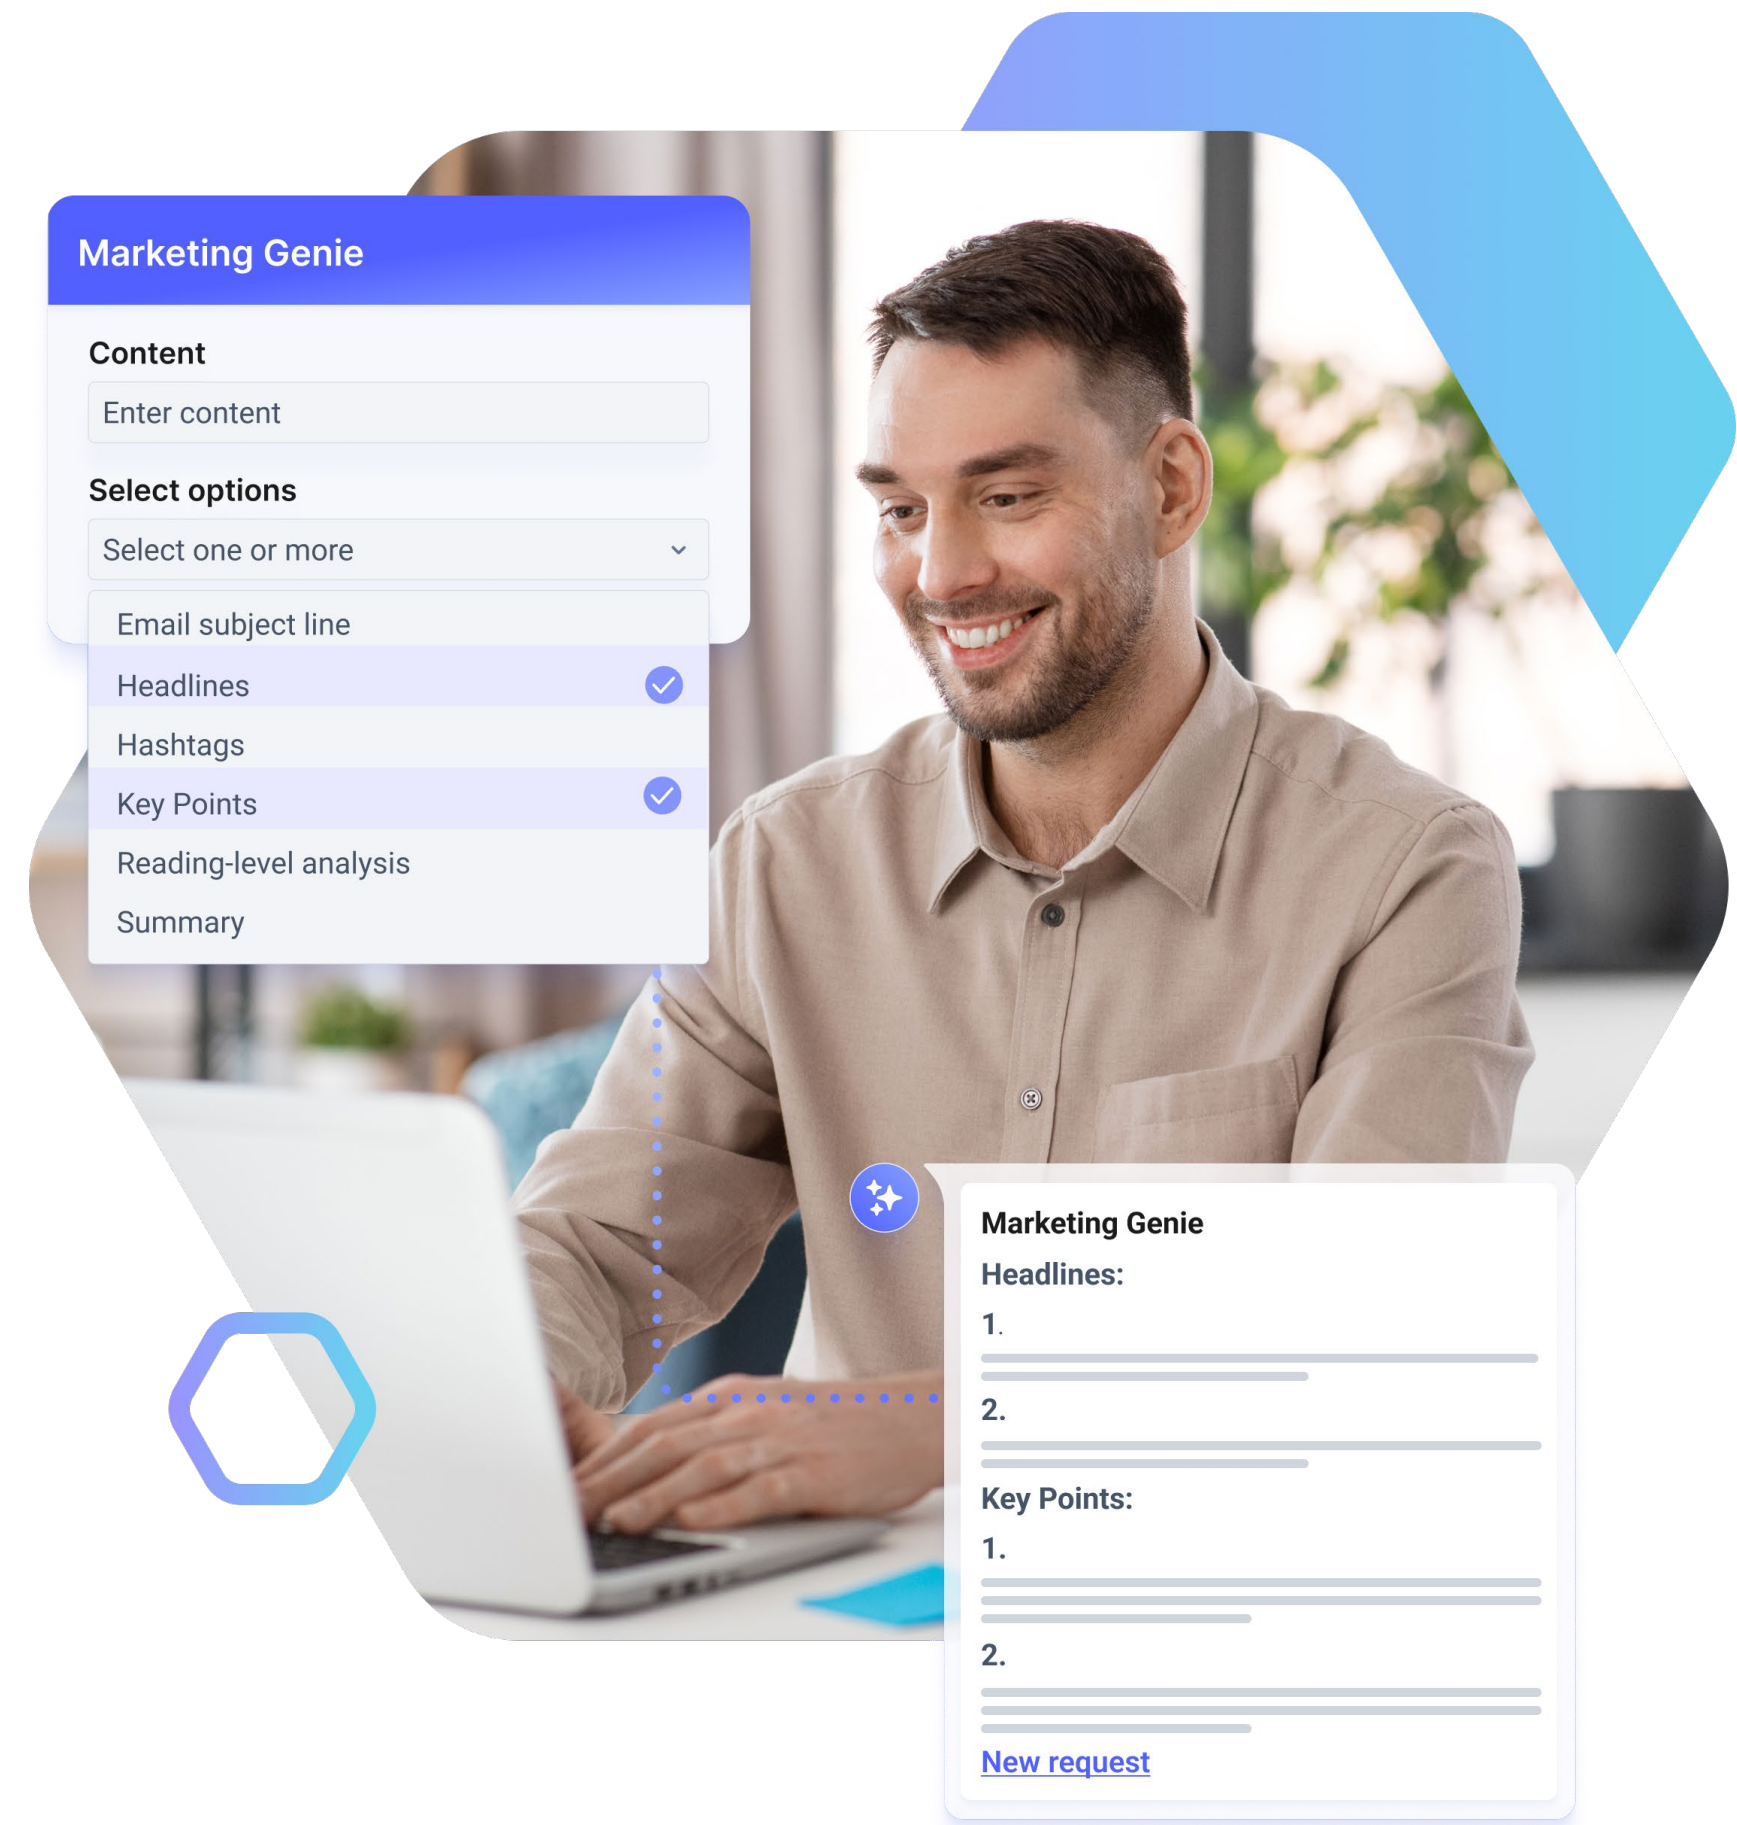 Marketing Genie
Content
Enter content
Select options
Select one or more
Email subject line
Headlines
Hashtags
Key Points
Reading-level analysis
Summary
Marketing Genie
Headlines:
1.
2.
Key Points:
1.
2.
New request